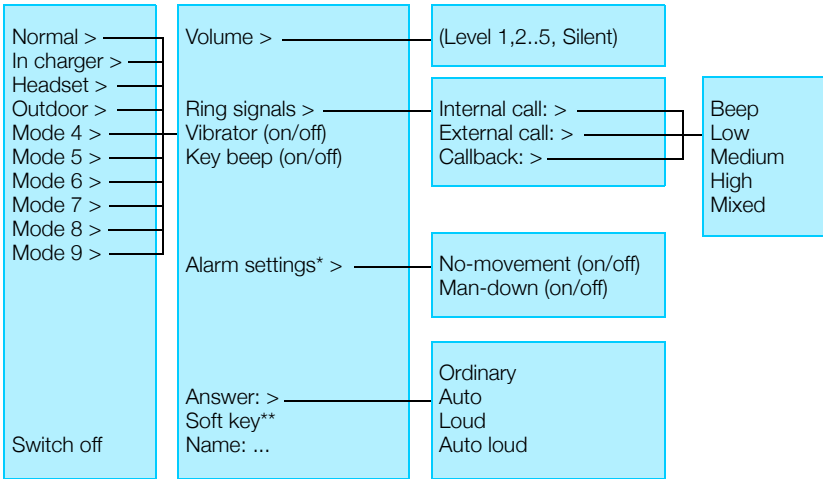 Normal >
In charger >
Headset >
Outdoor >
Mode 4 >
Mode 5 >
Mode 6 >
Mode 7 >
Mode 8 >
Mode 9 >
Switch off
Volume >
Ring signals >
Vibrator (on/off)
Key beep (on/off)
Alarm settings* >
Answer: >
Soft key**
Name: ...
(Level 1,2..5, Silent)
Internal call: >
External call: >
Callback: >
No-movement (on/off)
Man-down (on/off)
Ordinary
Auto
Loud
Auto loud
Beep
Low
Medium
High
Mixed